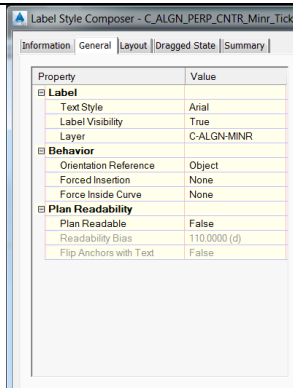 Label Style Composer - C_ALGN_PERP_CNTR_Minr_Tick
Information General Layout Dragged State Summary
Property Value
Label
Text Style Arial
Label Visibility True
Layer C-ALGN-MINR
Behavior
Orientation Reference Object
Forced Insertion None
Force Inside Curve None
Plan Readability
Plan Readable False
Readability Bias 110.0000 (d)
Flip Anchors with Text False